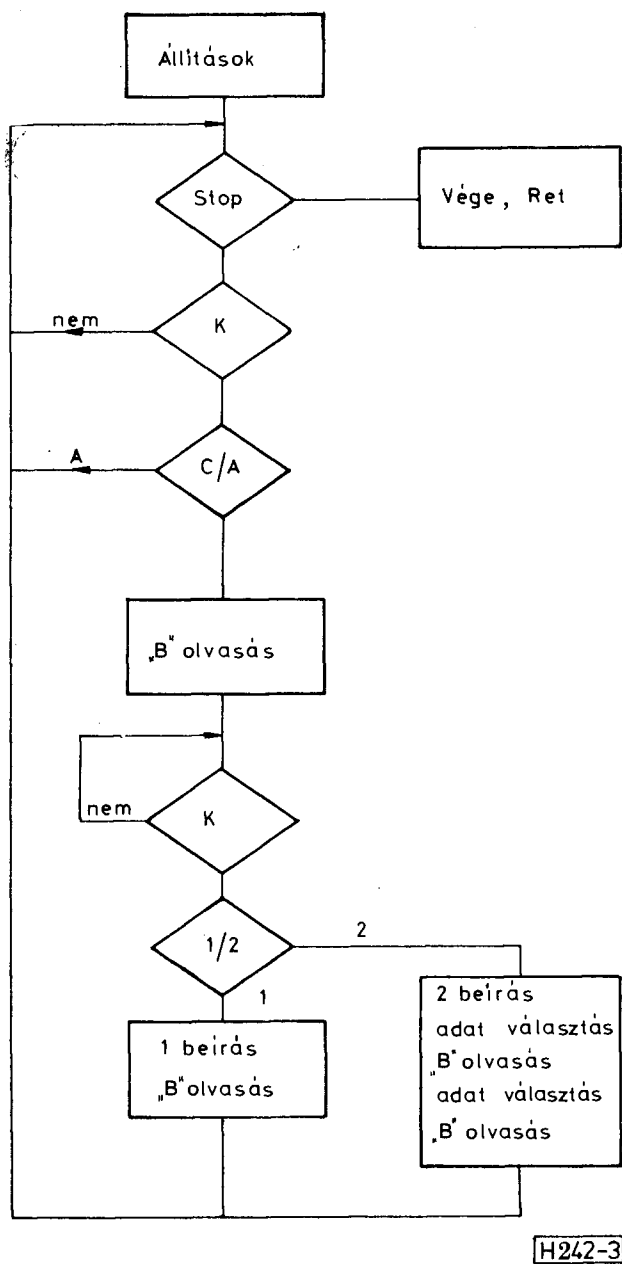 Állítások
Stop
Vége, Ret
K
nem
C/A
A
„B" olvasás
K
nem
1/2
2
1
1 beírás
„B" olvasás
2 beírás
adat választás
„B" olvasás
adat választás
„B" olvasás
H242-3